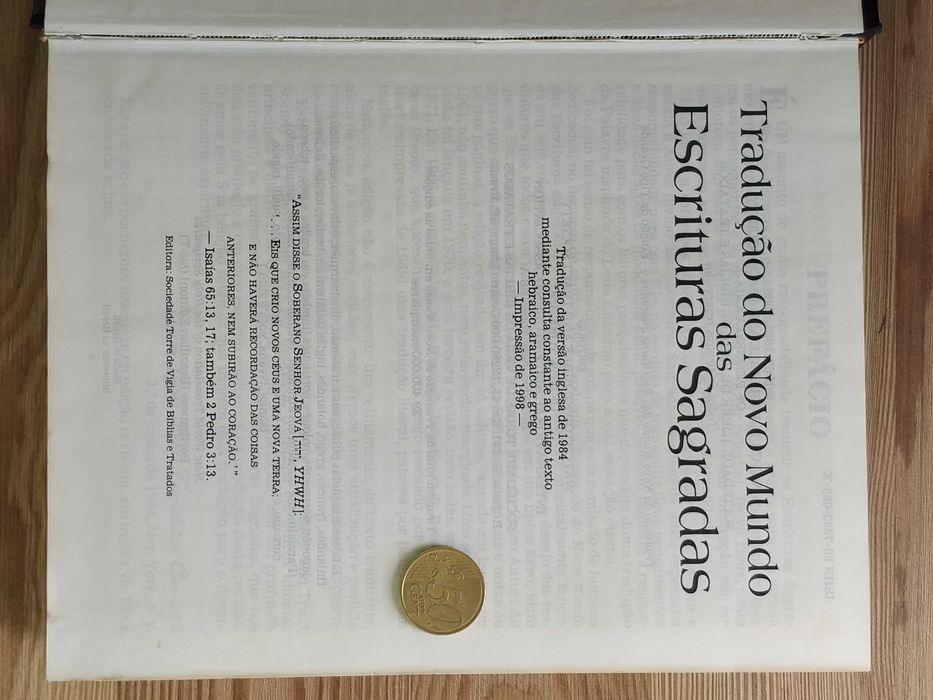 Tradução do Novo Mundo
das
Escrituras Sagradas
Tradução da versão inglesa de 1984
mediante consulta constante ao antigo texto
hebraico, aramaico e grego
— Impressão de 1998 —
“ASSIM DISSE O SOBERANO SENHOR JEOVÁ [יהוה, YHWH]:
‘. . . EIS QUE CRIO NOVOS CÉUS E UMA NOVA TERRA;
E NÃO HAVERÁ RECORDAÇÃO DAS COISAS
ANTERIORES, NEM SUBIRÃO AO CORAÇÃO.’”
— Isaías 65:13, 17; também 2 Pedro 3:13.
Editora: Sociedade Torre de Vigia de Bíblias e Tratados
50
EURO
CENT